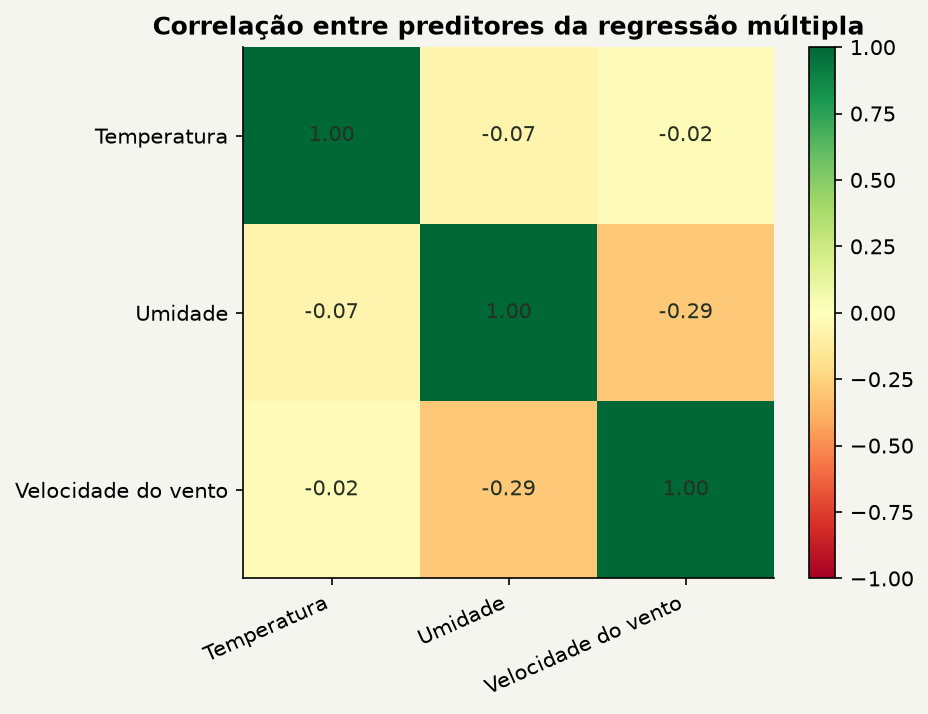 Correlação entre preditores da regressão múltipla
Temperatura
1.00
-0.07
-0.02
Umidade
-0.07
1.00
-0.29
Velocidade do vento
-0.02
-0.29
1.00
Temperatura
Umidade
Velocidade do vento
1.00
0.75
0.50
0.25
0.00
−0.25
−0.50
−0.75
−1.00